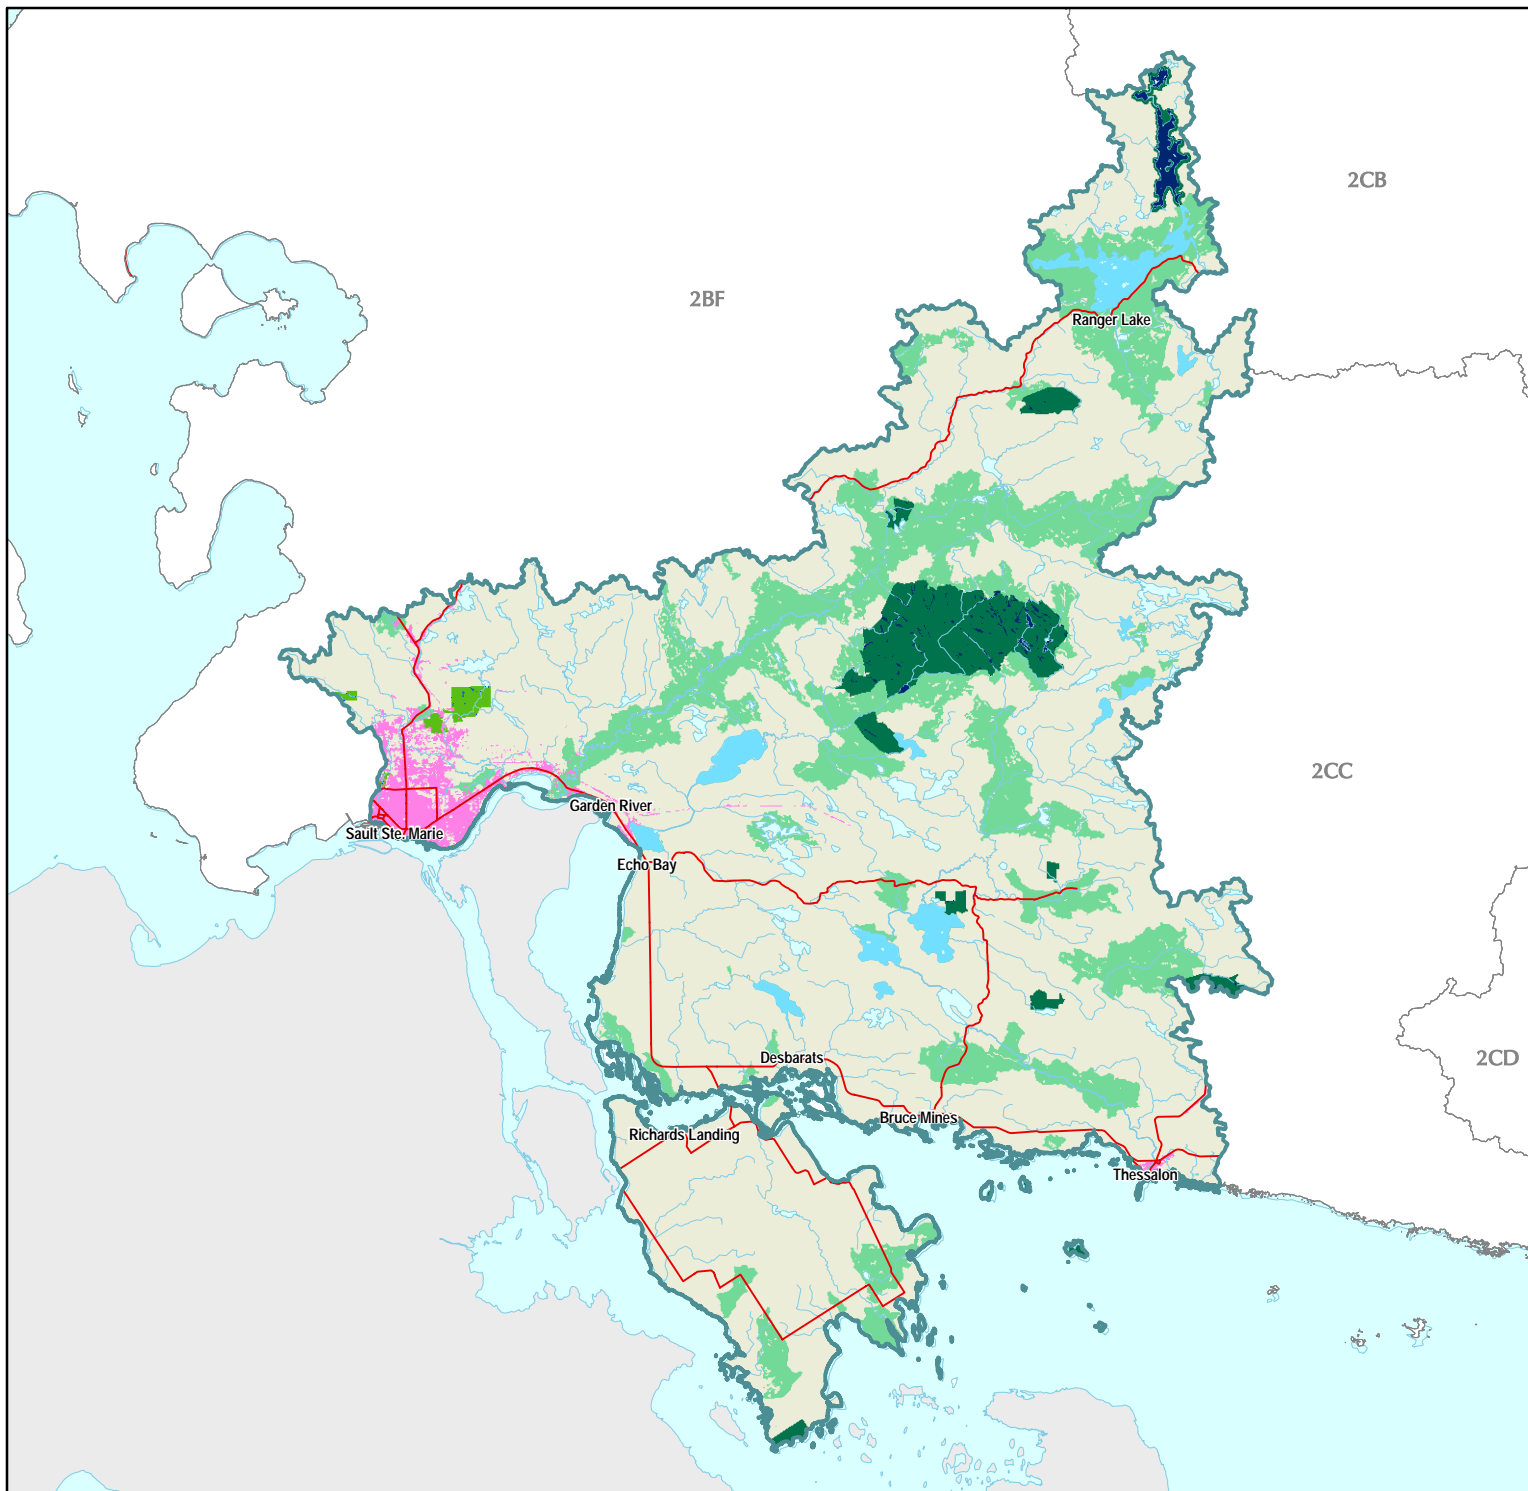 2CB
2BF
Ranger Lake
2CC
Garden River
Sault Ste. Marie
Echo Bay
Desbarats
2CD
Bruce Mines
Richards Landing
Thessalon